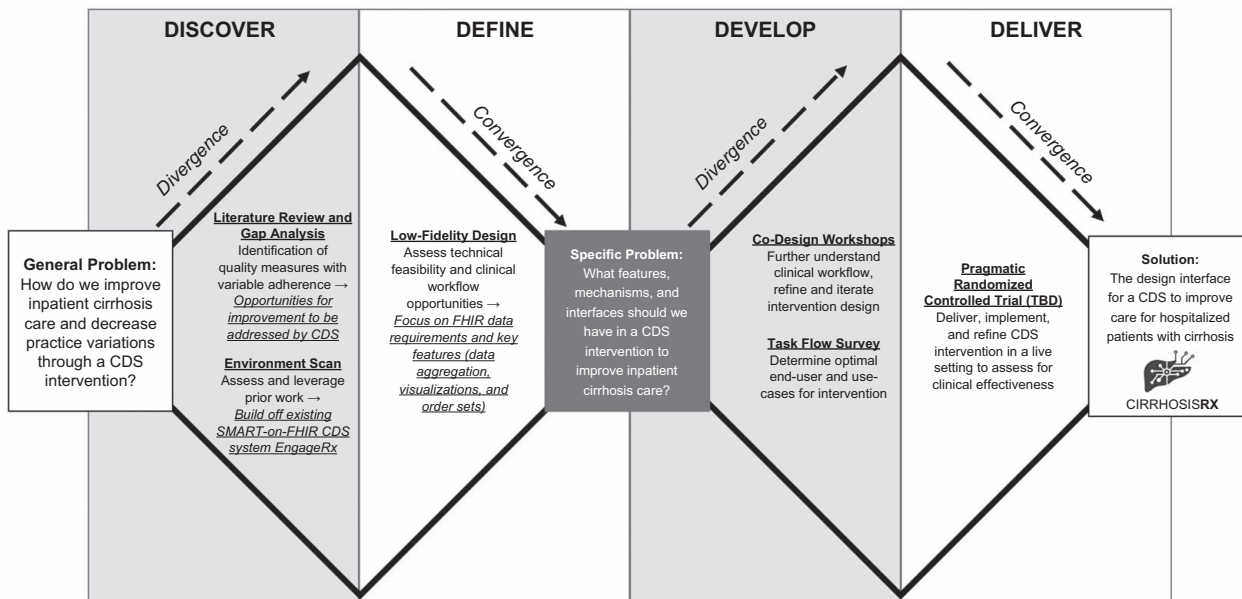 DISCOVER
DEFINE
DEVELOP
DELIVER
Divergence
Convergence
Divergence
Convergence
General Problem:
How do we improve
inpatient cirrhosis
care and decrease
practice variations
through a CDS
intervention?
Literature Review and
Gap Analysis
Identification of
quality measures with
variable adherence →
Opportunities for
improvement to be
addressed by CDS
Environment Scan
Assess and leverage
prior work →
Build off existing
SMART-on-FHIR CDS
system EngageRx
Low-Fidelity Design
Assess technical
feasibility and clinical
workflow
opportunities →
Focus on FHIR data
requirements and key
features (data
aggregation,
visualizations, and
order sets)
Specific Problem:
What features,
mechanisms, and
interfaces should we
have in a CDS
intervention to
improve inpatient
cirrhosis care?
Co-Design Workshops
Further understand
clinical workflow,
refine and iterate
intervention design
Task Flow Survey
Determine optimal
end-user and use-
cases for intervention
Pragmatic
Randomized
Controlled Trial (TBD)
Deliver, implement,
and refine CDS
intervention in a live
setting to assess for
clinical effectiveness
Solution:
The design interface
for a CDS to improve
care for hospitalized
patients with cirrhosis
CIRRHOSISRX